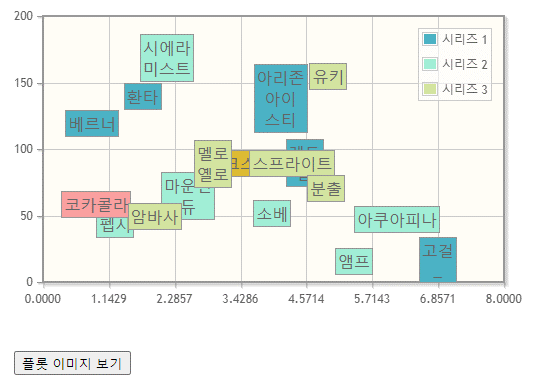 200
150
100
50
0
0.0000
1.1429
2.2857
3.4286
4.5714
5.7143
6.8571
8.0000
시리즈 1
시리즈 2
시리즈 3
시에라
미스트
환타
베르너
아리존
아이
스티
유키
멜로
옐로
스프라이트
마운틴
듀
분출
코카콜라
펩시
암바사
소베
아쿠아피나
앰프
고걸
_
플롯 이미지 보기